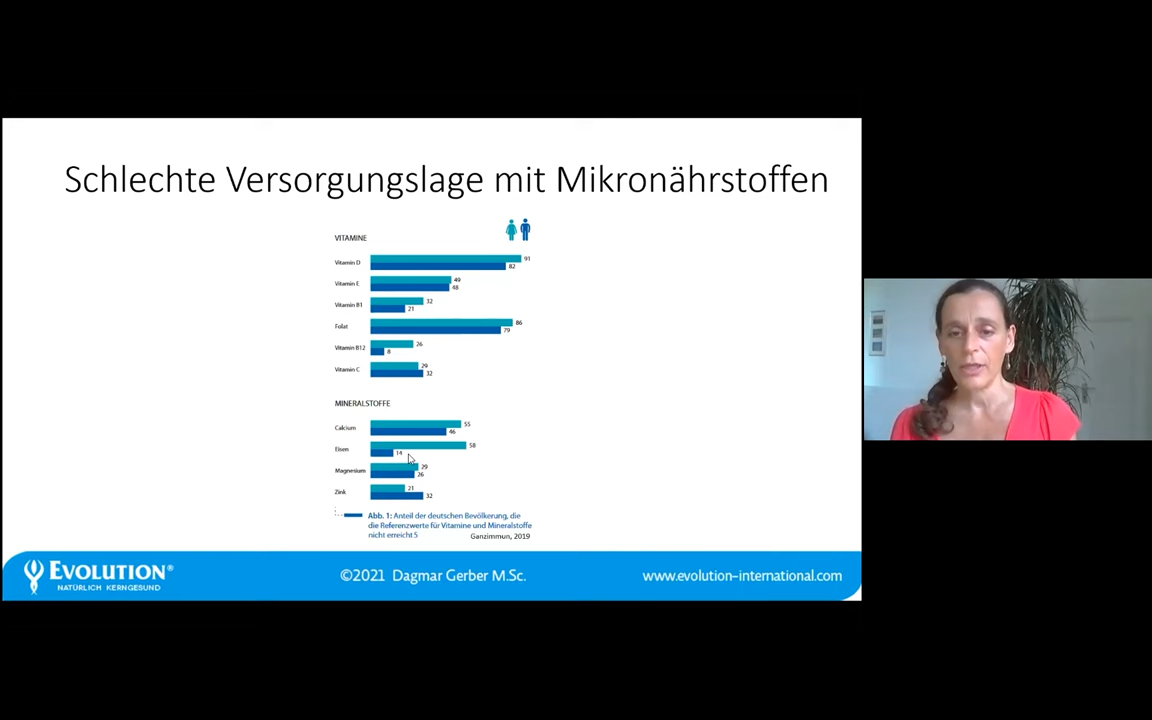 Schlechte Versorgungslage mit Mikronährstoffen
VITAMINE
Vitamin D 91
82
Vitamin E 49
48
Vitamin B1 32
21
Folat 86
79
Vitamin B12 26
8
Vitamin C 29
32
MINERALSTOFFE
Calcium 55
46
Eisen 58
14
Magnesium 29
26
Zink 21
32
Abb. 1: Anteil der deutschen Bevölkerung, die
die Referenzwerte für Vitamine und Mineralstoffe
nicht erreicht 5 Ganzimmun, 2019
EVOLUTION®
NATÜRLICH KERNGESUND
©2021 Dagmar Gerber M.Sc.
www.evolution-international.com